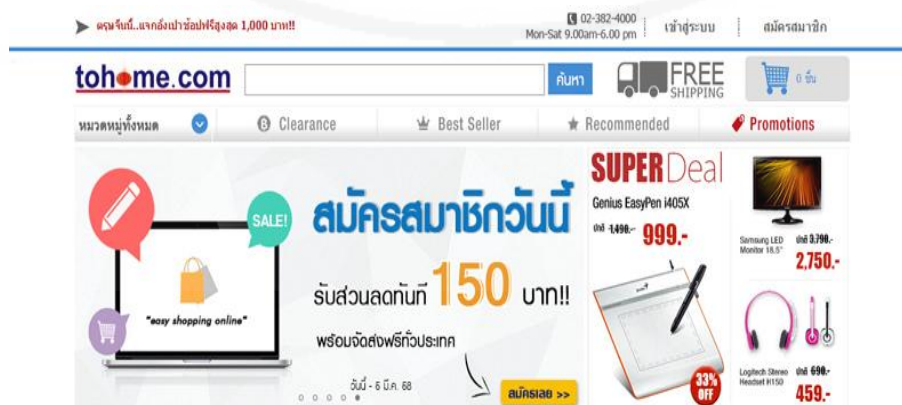 ตรุษจีนนี้..แจกอั่งเปาช้อปฟรีสูงสุด 1,000 บาท!!
02-382-4000
Mon-Sat 9.00am-6.00 pm
เข้าสู่ระบบ
สมัครสมาชิก
tohome.com
ค้นหา
FREE
SHIPPING
0 ชิ้น
หมวดหมู่ทั้งหมด
Clearance
Best Seller
Recommended
Promotions
SALE!
"easy shopping online"
สมัครสมาชิกวันนี้
รับส่วนลดทันที 150 บาท!!
พร้อมจัดส่งฟรีทั่วประเทศ
วันนี้ - 6 มี.ค. 68
สมัครเลย >>
SUPER Deal
Genius EasyPen i405X
ปกติ 1,490.- 999.-
33%
OFF
Samsung LED
Monitor 18.5"
ปกติ 3,790.-
2,750.-
Logitech Stereo
Headset H150
ปกติ 690.-
459.-